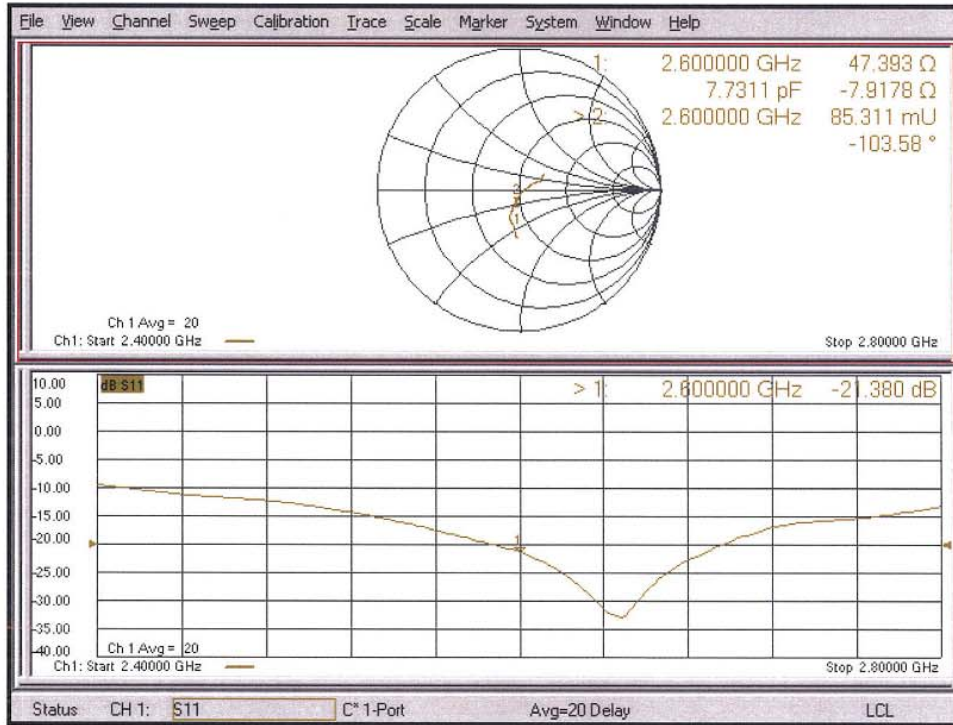 File View Channel Sweep Calibration Trace Scale Marker System Window Help
1: 2.600000 GHz 47.393 Ω
7.7311 pF -7.9178 Ω
> 2: 2.600000 GHz 85.311 mU
-103.58 °
1
Ch 1 Avg = 20
Ch1: Start 2.40000 GHz
Stop 2.80000 GHz
10.00 dB S11 > 1: 2.600000 GHz -21.380 dB
5.00
0.00
-5.00
-10.00
-15.00
-20.00 1
-25.00
-30.00
-35.00
-40.00 Ch 1 Avg = 20
Ch1: Start 2.40000 GHz
Stop 2.80000 GHz
Status CH 1: S11 C* 1-Port Avg=20 Delay LCL